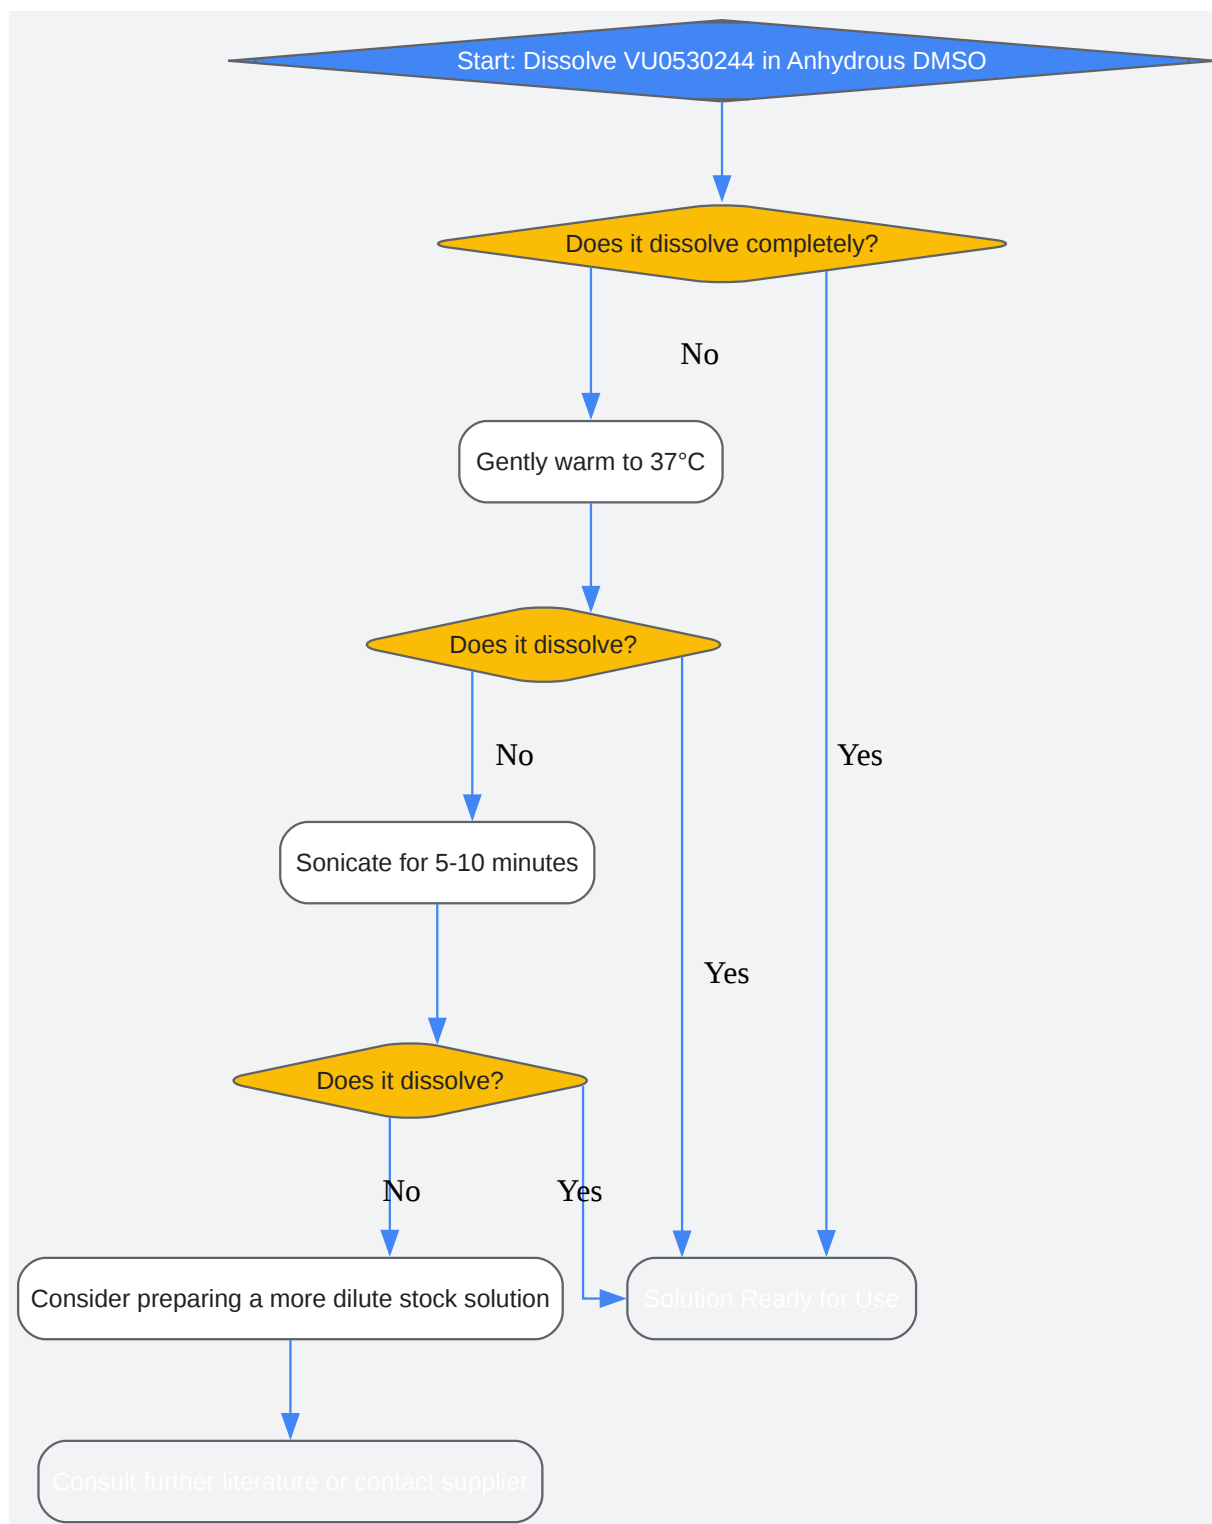 Start: Dissolve VU0530244 in Anhydrous DMSO
Does it dissolve completely?
No
Gently warm to 37°C
Does it dissolve?
No
Yes
Sonicate for 5-10 minutes
Yes
Does it dissolve?
No
Yes
Consider preparing a more dilute stock solution
Solution Ready for Use
Consult further literature or contact supplier